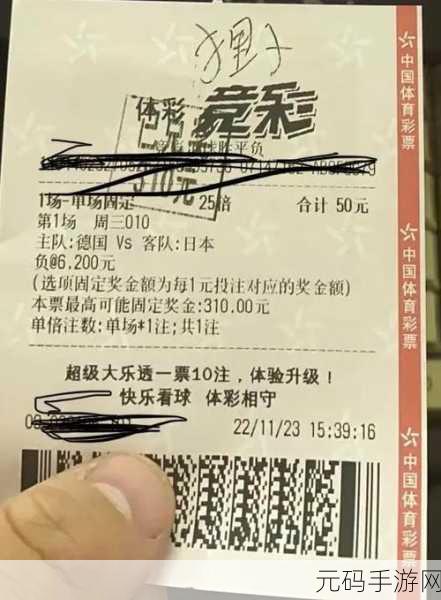 体彩 竞彩
310元
1场-单场固定 25倍 合计 50元
第1场 周三010
主队:德国 Vs 客队:日本
负@6.200元
(选项固定奖金额为每1元投注对应的奖金额)
本票最高可能固定奖金:310.00元
单倍注数:单场*1注;共1注
超级大乐透一票10注，体验升级！
快乐看球 体彩相守
22/11/23 15:39:16
中国体育彩票
中国体育彩票
中国体育彩票
元码手游网